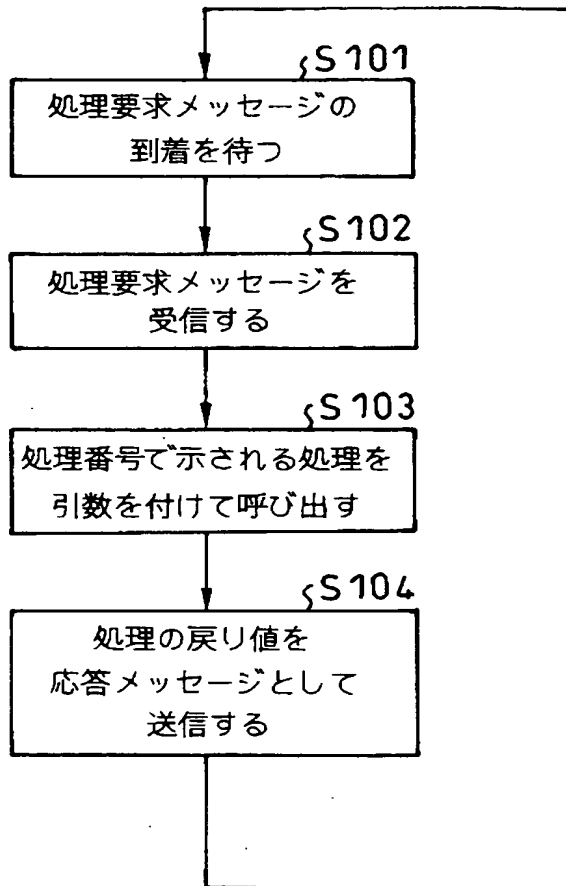 S101
処理要求メッセージの
到着を待つ
S102
処理要求メッセージを
受信する
S103
処理番号で示される処理を
引数を付けて呼び出す
S104
処理の戻り値を
応答メッセージとして
送信する